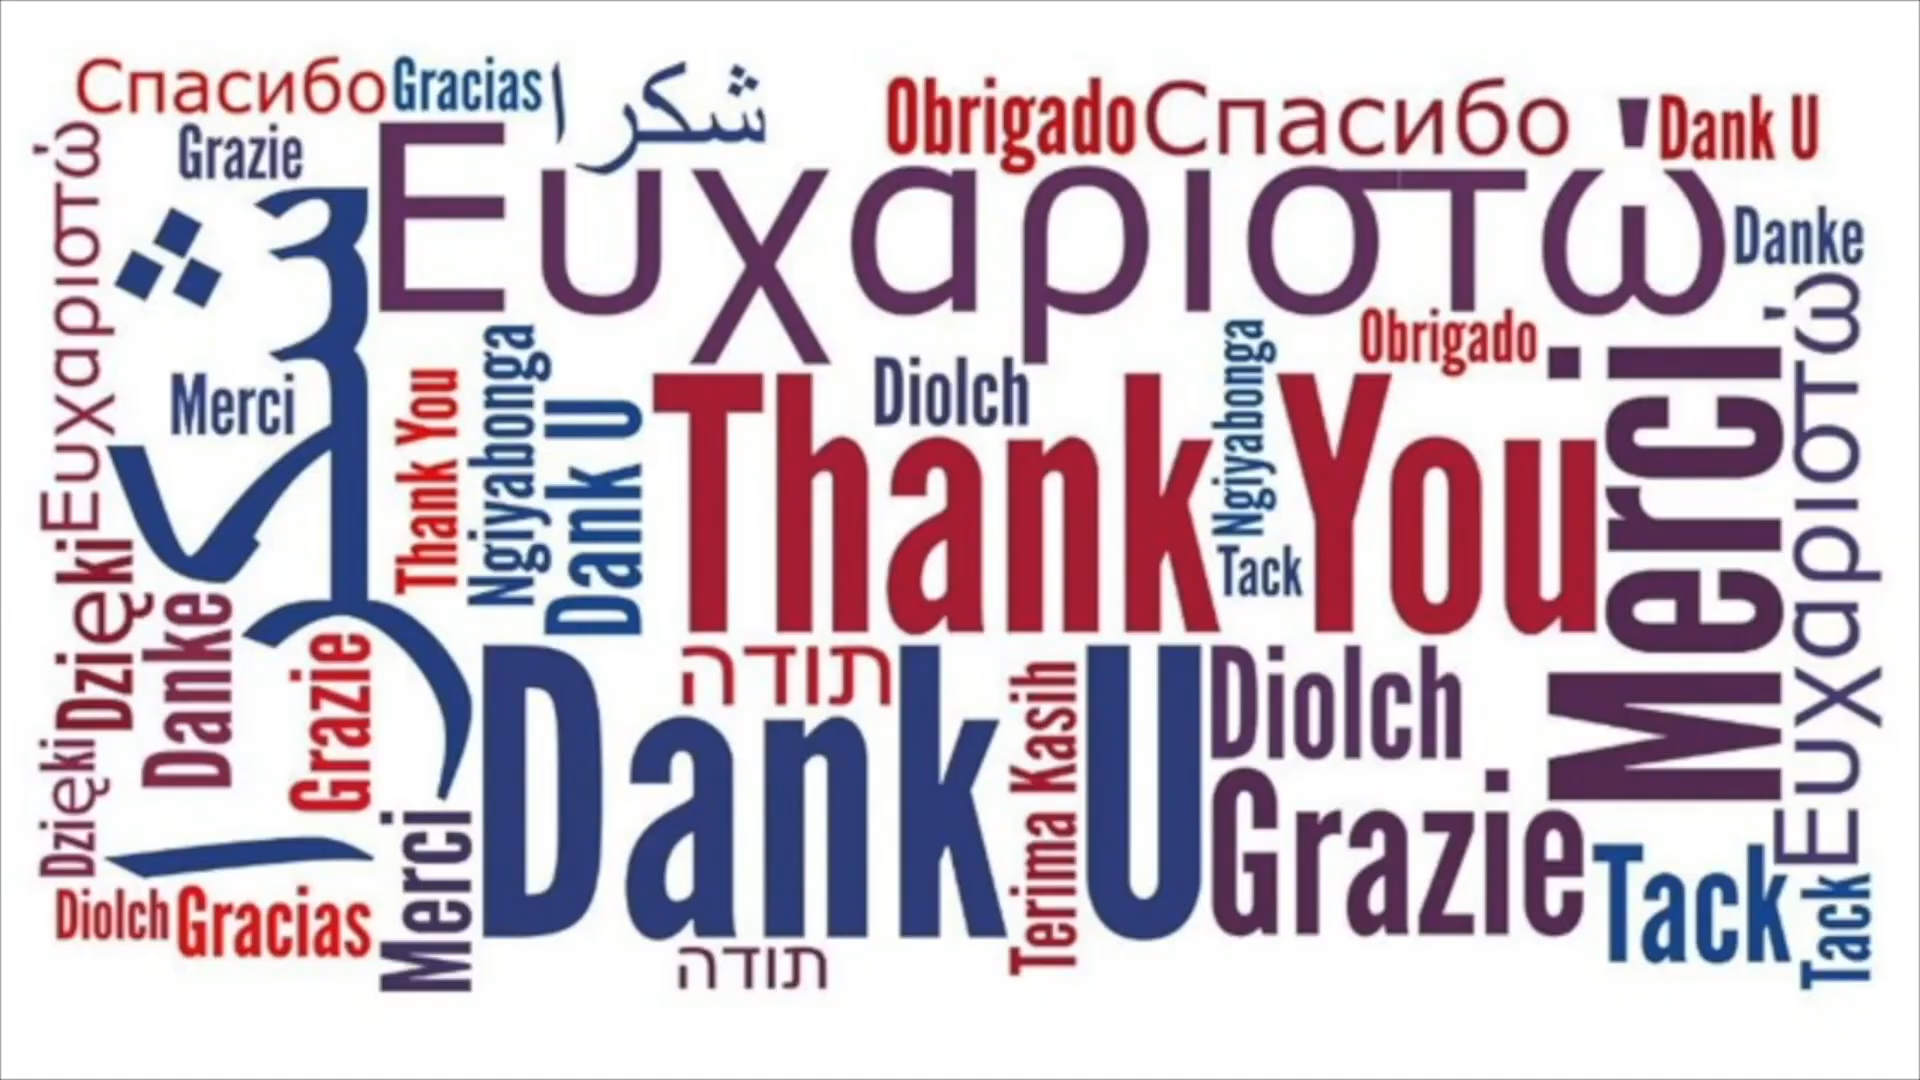 Спасибо
Gracias
شكرا
Obrigado
Спасибо
Dank U
Ευχαριστώ
Grazie
Ευχαριστώ
Danke
شكرا
Merci
Thank You
Ngiyabonga
Dank U
Diolch
Ngiyabonga
Obrigado
Thank You
Tack
Merci
Ευχαριστώ
Dzięki
Danke
Grazie
תודה
Dank U
Terima Kasih
Diolch
Grazie
Dzięki
Merci
Tack
Tack
Diolch
Gracias
תודה